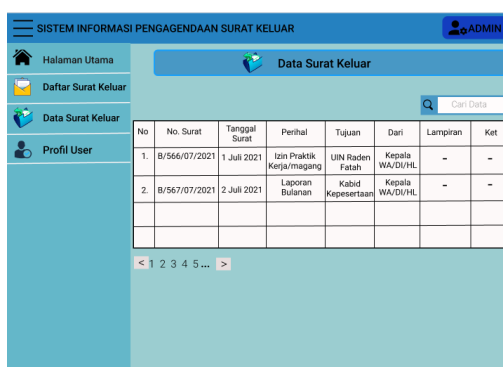 SISTEM INFORMASI PENGAGENDAAN SURAT KELUAR
ADMIN
Halaman Utama
Daftar Surat Keluar
Data Surat Keluar
Profil User
Data Surat Keluar
Cari Data
No No. Surat Tanggal Surat Perihal Tujuan Dari Lampiran Ket
1. B/566/07/2021 1 Juli 2021 Izin Praktik Kerja/magang UIN Raden Fatah Kepala WA/DI/HL - -
2. B/567/07/2021 2 Juli 2021 Laporan Bulanan Kabid Kepesertaan Kepala WA/DI/HL - -
< 1 2 3 4 5... >